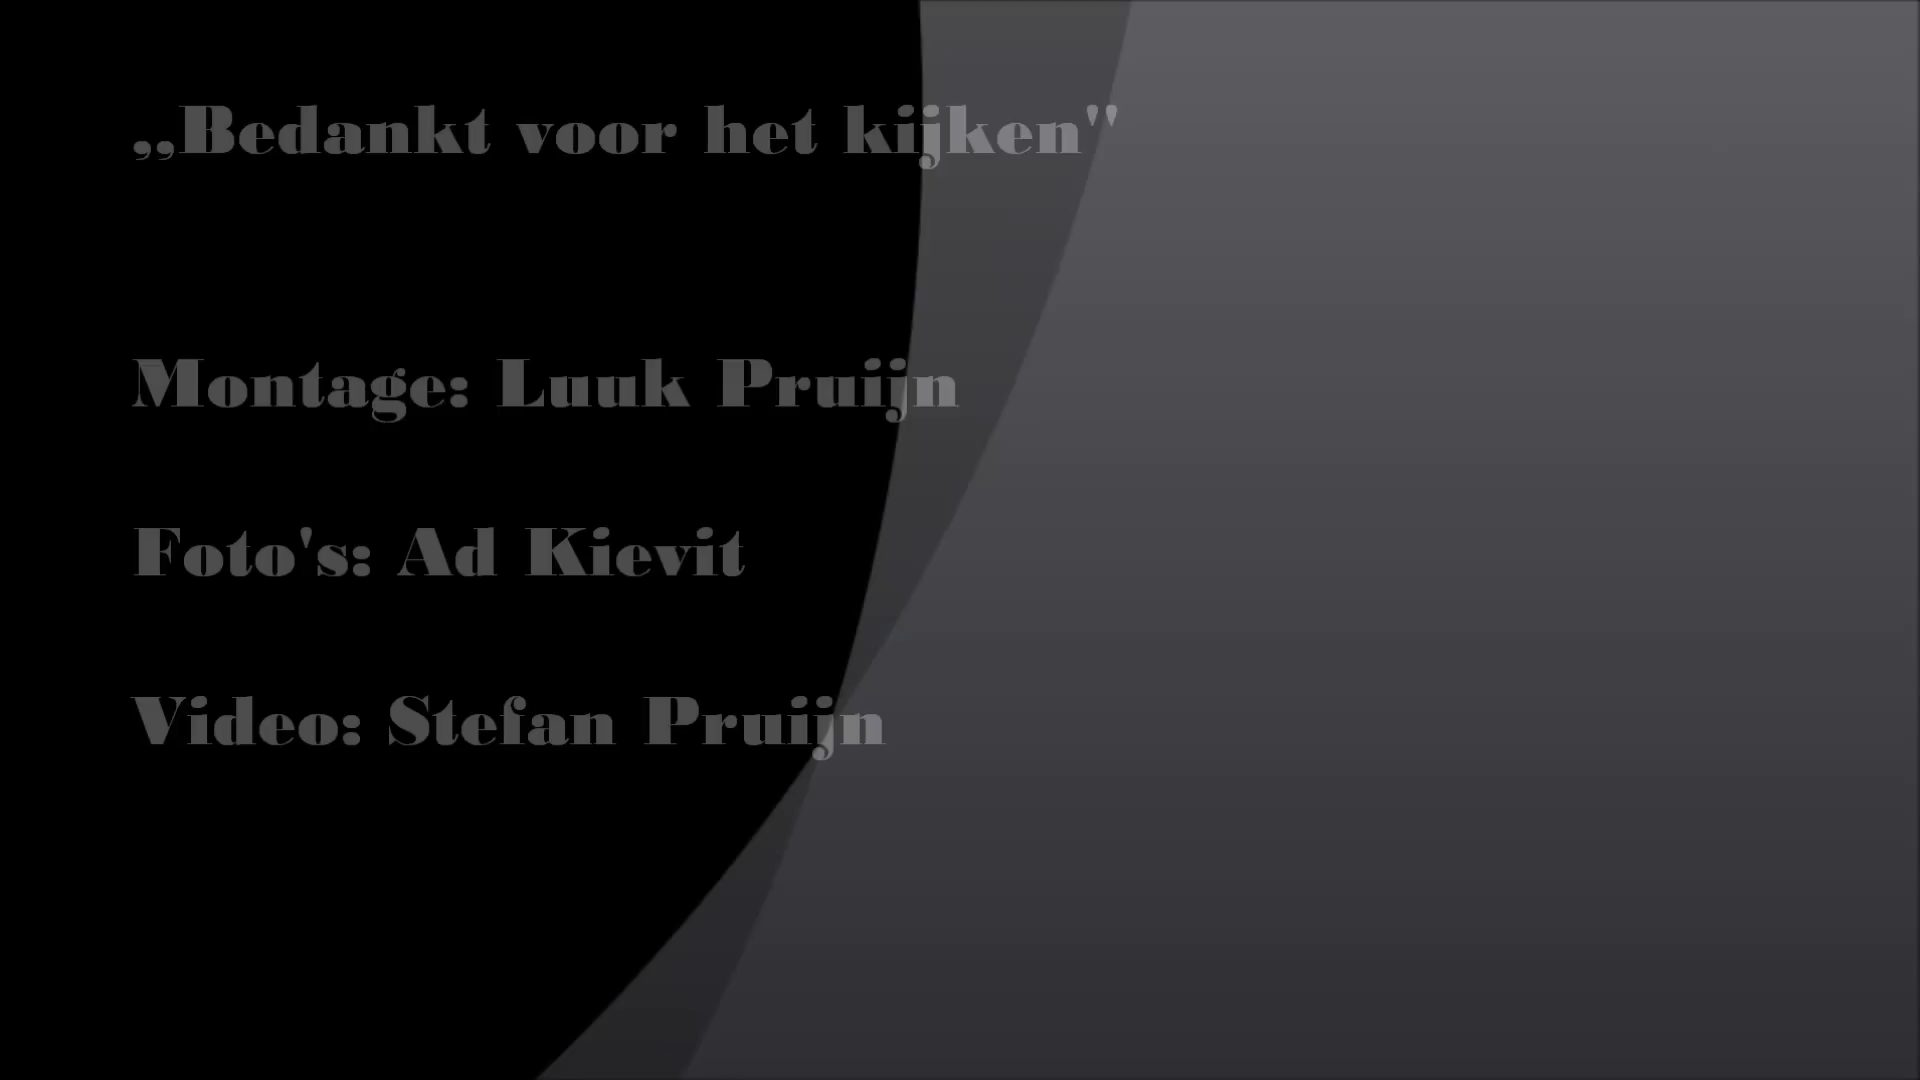 „Bedankt voor het kijken"
Montage: Luuk Pruijn
Foto's: Ad Kievit
Video: Stefan Pruijn